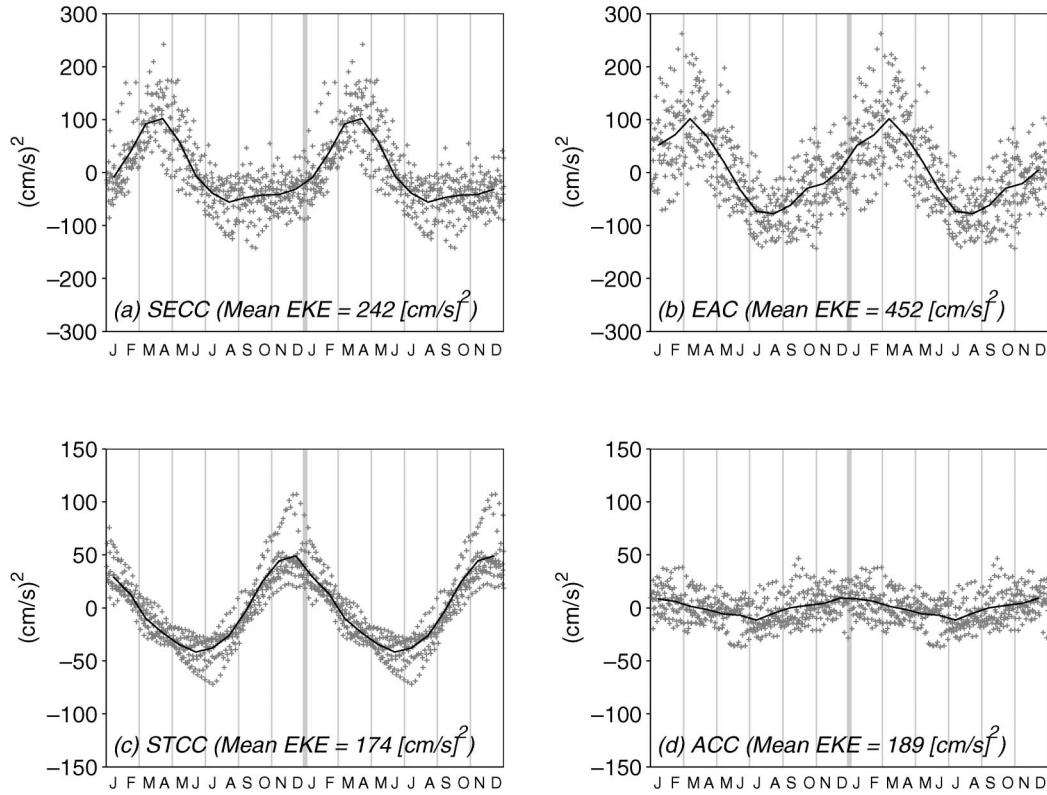 300
200
100
0
−100
−200
−300
(cm/s)²
(a) SECC (Mean EKE = 242 [cm/s]²)
J F M A M J J A S O N D J F M A M J J A S O N D
300
200
100
0
−100
−200
−300
(cm/s)²
(b) EAC (Mean EKE = 452 [cm/s]²)
J F M A M J J A S O N D J F M A M J J A S O N D
150
100
50
0
−50
−100
−150
(cm/s)²
(c) STCC (Mean EKE = 174 [cm/s]²)
J F M A M J J A S O N D J F M A M J J A S O N D
150
100
50
0
−50
−100
−150
(cm/s)²
(d) ACC (Mean EKE = 189 [cm/s]²)
J F M A M J J A S O N D J F M A M J J A S O N D